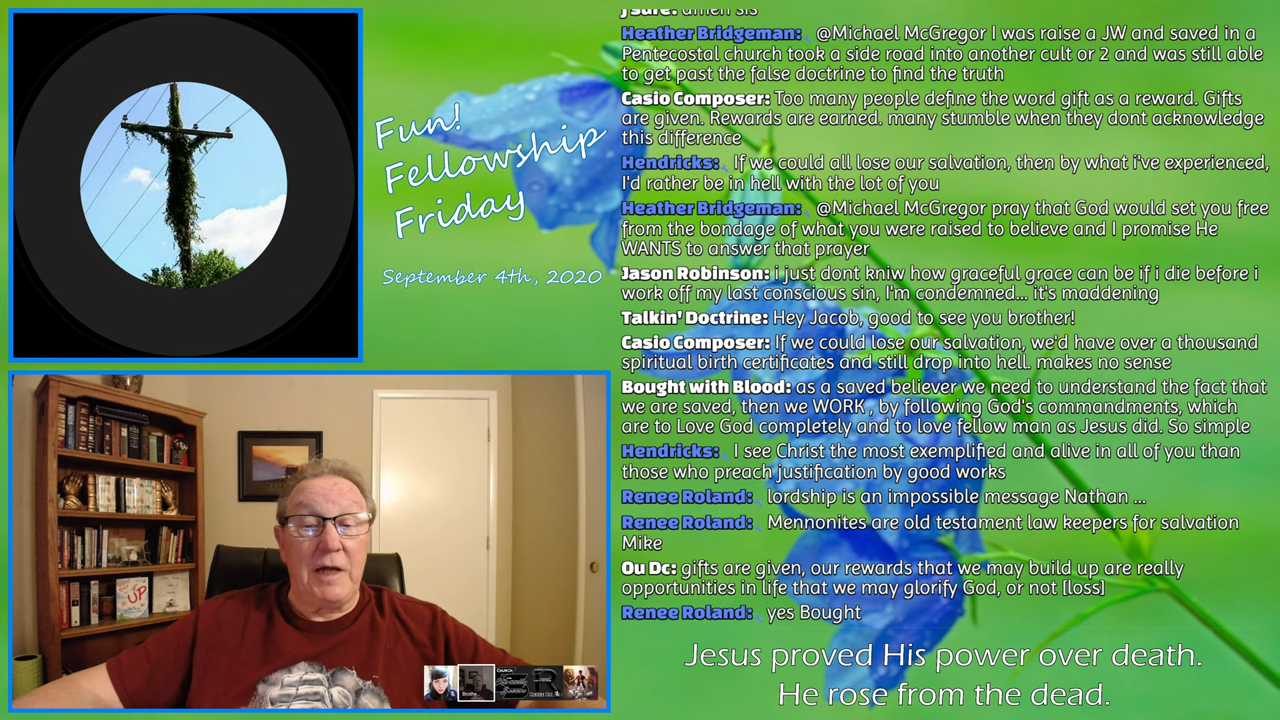 J Sure: amen sis
Heather Bridgeman: @Michael McGregor I was raise a JW and saved in a
Pentecostal church took a side road into another cult or 2 and was still able
to get past the false doctrine to find the truth
Casio Composer: Too many people define the word gift as a reward. Gifts
are given. Rewards are earned. many stumble when they dont acknowledge
this difference
Hendricks: If we could all lose our salvation, then by what i've experienced,
I'd rather be in hell with the lot of you
Heather Bridgeman: @Michael McGregor pray that God would set you free
from the bondage of what you were raised to believe and I promise He
WANTS to answer that prayer
Jason Robinson: i just dont kniw how graceful grace can be if i die before i
work off my last conscious sin, I'm condemned... it's maddening
Talkin' Doctrine: Hey Jacob, good to see you brother!
Casio Composer: If we could lose our salvation, we'd have over a thousand
spiritual birth certificates and still drop into hell. makes no sense
Bought with Blood: as a saved believer we need to understand the fact that
we are saved, then we WORK , by following God's commandments, which
are to Love God completely and to love fellow man as Jesus did. So simple
Hendricks: I see Christ the most exemplified and alive in all of you than
those who preach justification by good works
Renee Roland: lordship is an impossible message Nathan ...
Renee Roland: Mennonites are old testament law keepers for salvation
Mike
Ou Dc: gifts are given, our rewards that we may build up are really
opportunities in life that we may glorify God, or not [loss]
Renee Roland: yes Bought
Fun!
Fellowship
Friday
September 4th, 2020
UP
Brothe...
CHURCH
Jesus proved His power over death.
He rose from the dead.